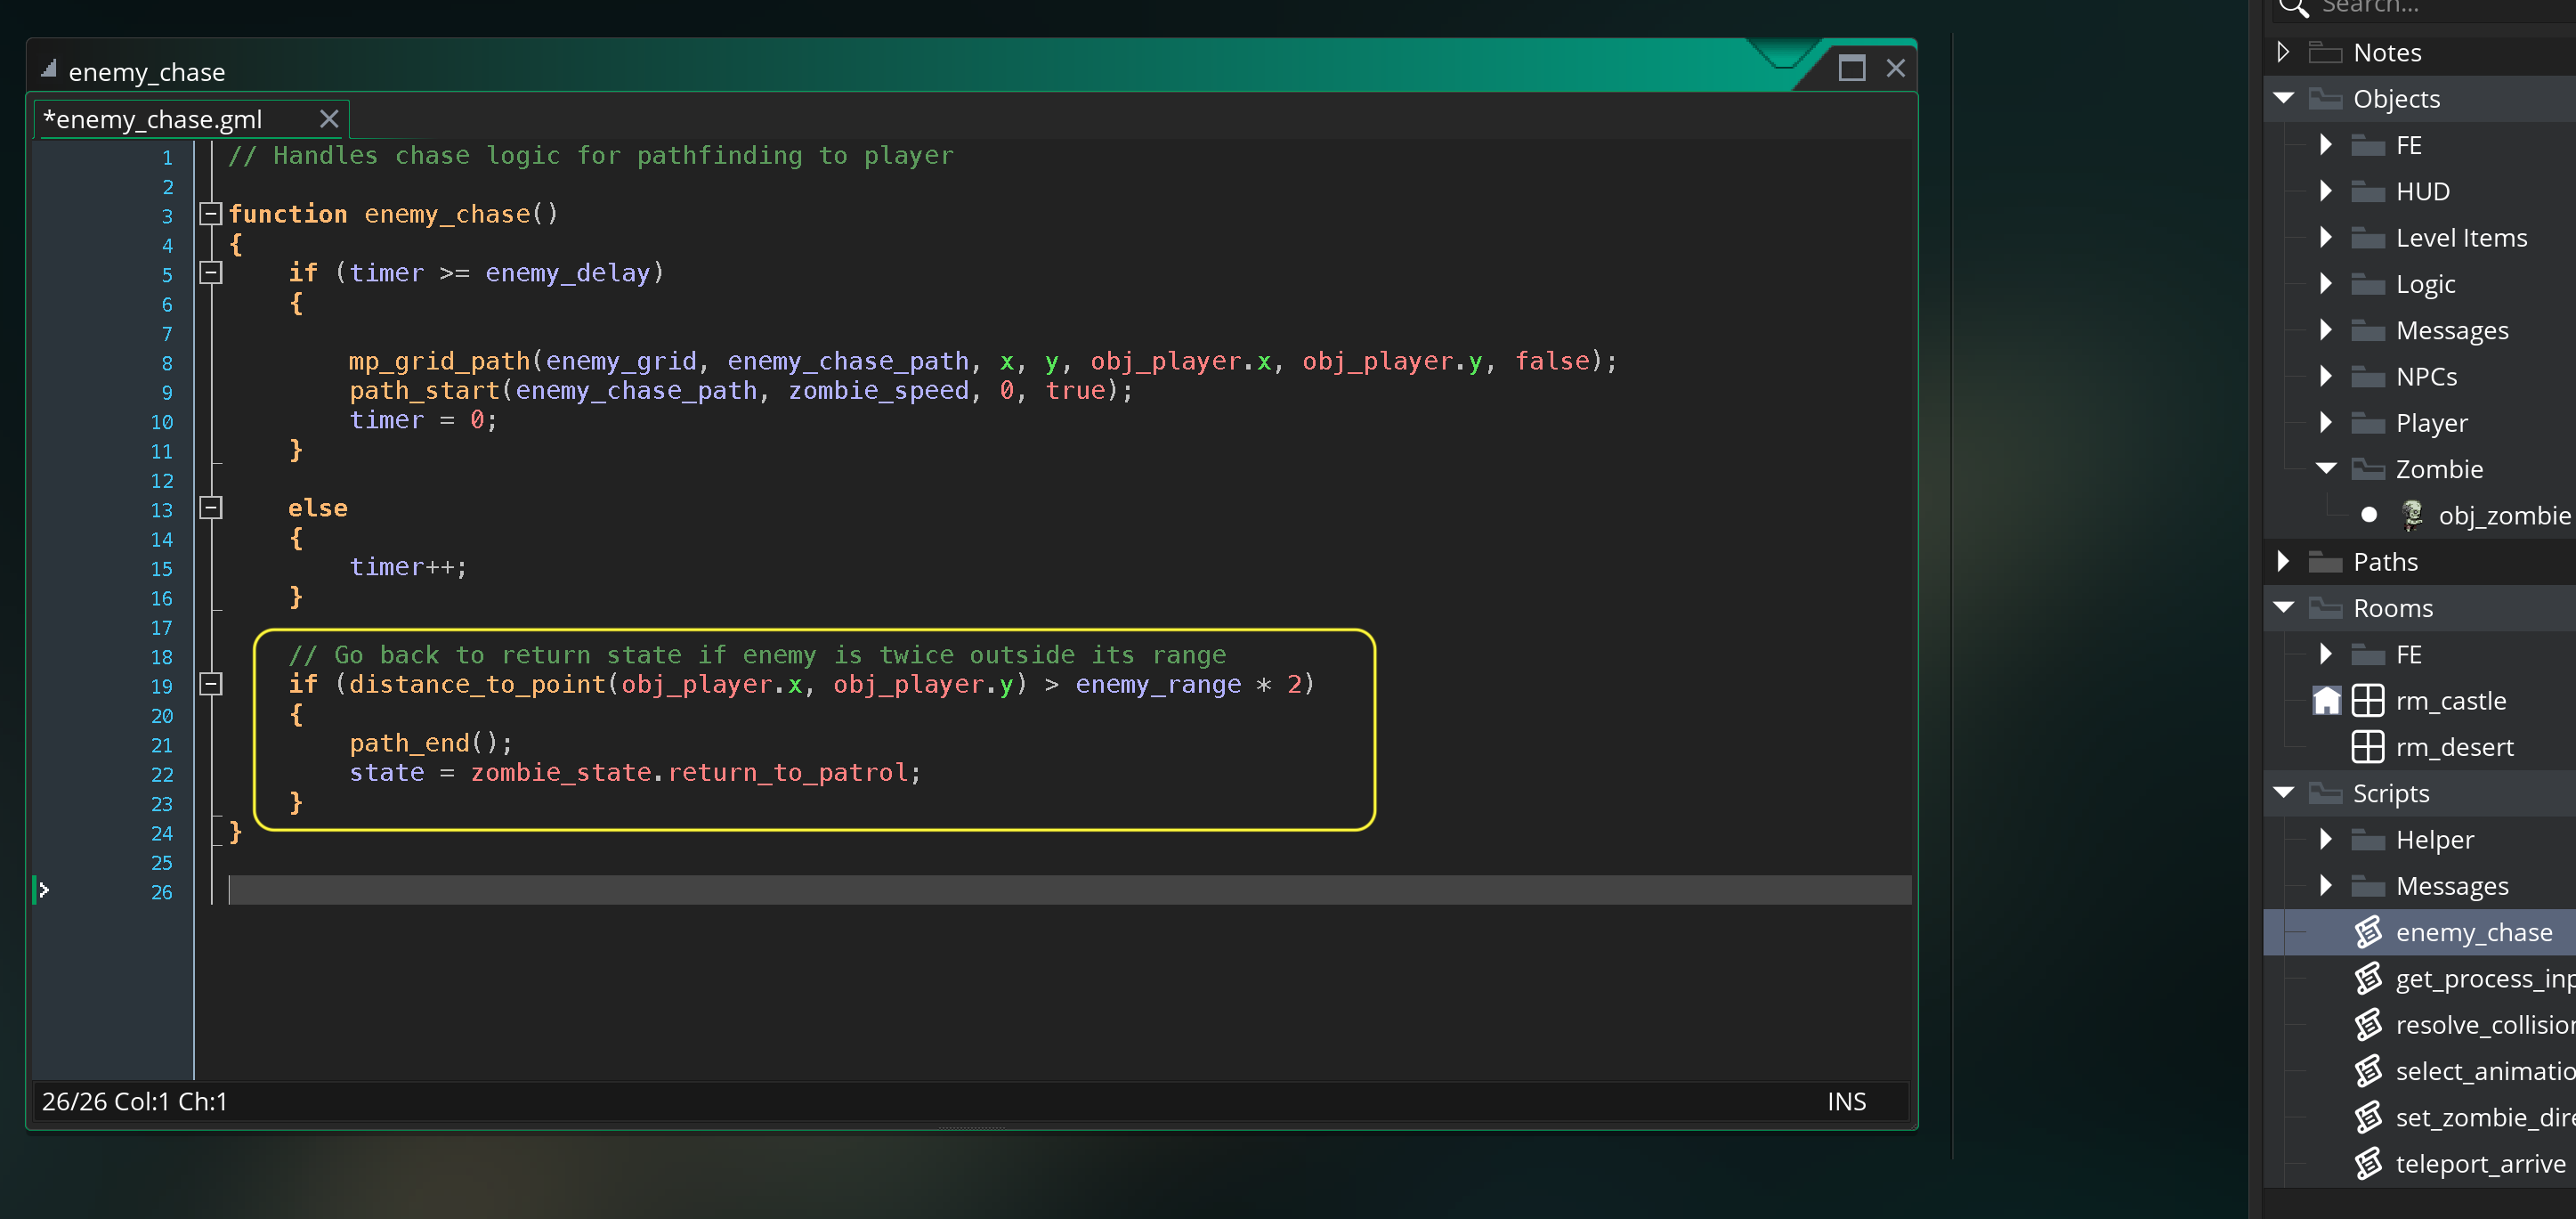 enemy_chase
*enemy_chase.gml
1 // Handles chase logic for pathfinding to player
2
3 function enemy_chase()
4 {
5 if (timer >= enemy_delay)
6 {
7
8 mp_grid_path(enemy_grid, enemy_chase_path, x, y, obj_player.x, obj_player.y, false);
9 path_start(enemy_chase_path, zombie_speed, 0, true);
10 timer = 0;
11 }
12
13 else
14 {
15 timer++;
16 }
17
18 // Go back to return state if enemy is twice outside its range
19 if (distance_to_point(obj_player.x, obj_player.y) > enemy_range * 2)
20 {
21 path_end();
22 state = zombie_state.return_to_patrol;
23 }
24 }
25
26
26/26 Col:1 Ch:1
INS
Search...
Notes
Objects
FE
HUD
Level Items
Logic
Messages
NPCs
Player
Zombie
obj_zombie
Paths
Rooms
FE
rm_castle
rm_desert
Scripts
Helper
Messages
enemy_chase
get_process_inp
resolve_collision
select_animatio
set_zombie_dire
teleport_arrive